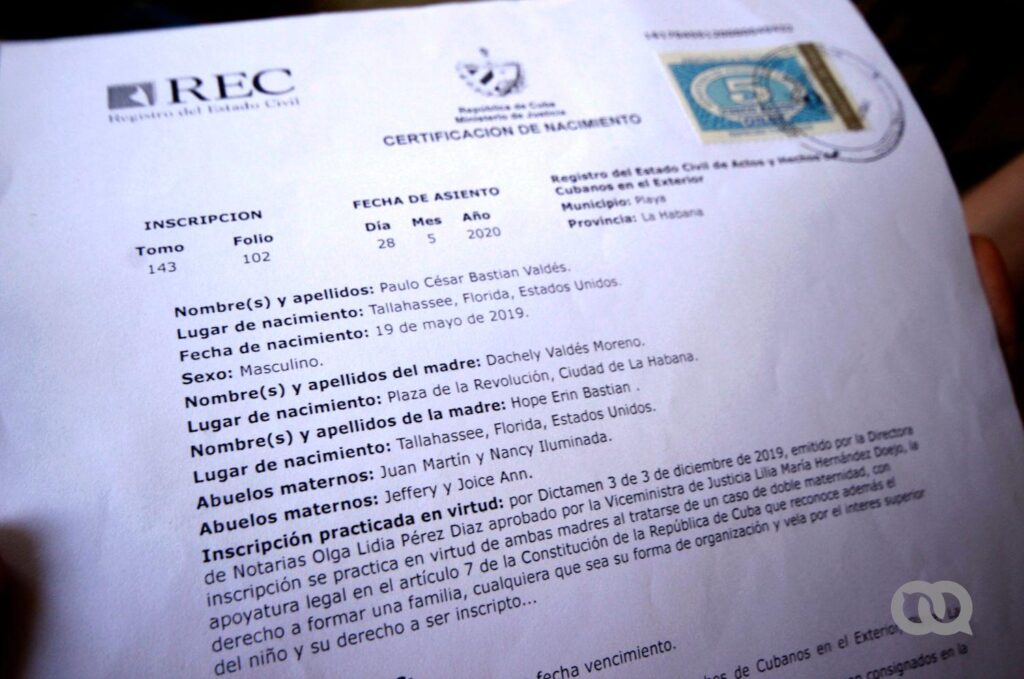 REC
Registro del Estado Civil
República de Cuba
Ministerio de Justicia
CERTIFICACION DE NACIMIENTO
5
Registro del Estado Civil de Actos y Hechos de
Cubanos en el Exterior
Municipio: Playa
Provincia: La Habana
INSCRIPCION
Tomo Folio
143 102
FECHA DE ASIENTO
Día Mes Año
28 5 2020
Nombre(s) y apellidos: Paulo César Bastian Valdés.
Lugar de nacimiento: Tallahassee, Florida, Estados Unidos.
Fecha de nacimiento: 19 de mayo de 2019.
Sexo: Masculino.
Nombre(s) y apellidos del madre: Dachely Valdés Moreno.
Lugar de nacimiento: Plaza de la Revolución, Ciudad de La Habana.
Nombre(s) y apellidos de la madre: Hope Erin Bastian .
Lugar de nacimiento: Tallahassee, Florida, Estados Unidos.
Abuelos maternos: Juan Martín y Nancy Iluminada.
Abuelos maternos: Jeffery y Joice Ann.
Inscripción practicada en virtud: por Dictamen 3 de 3 de diciembre de 2019, emitido por la Directora
de Notarias Olga Lidia Pérez Diaz aprobado por la Viceministra de Justicia Lilia María Hernández Doejo, la
inscripción se practica en virtud de ambas madres al tratarse de un caso de doble maternidad, con
apoyatura legal en el artículo 7 de la Constitución de la República de Cuba que reconoce además el
derecho a formar una familia, cualquiera que sea su forma de organización y vela por el interes superior
del niño y su derecho a ser inscripto...
fecha vencimiento.
de Cubanos en el Exterior,
consignados en la